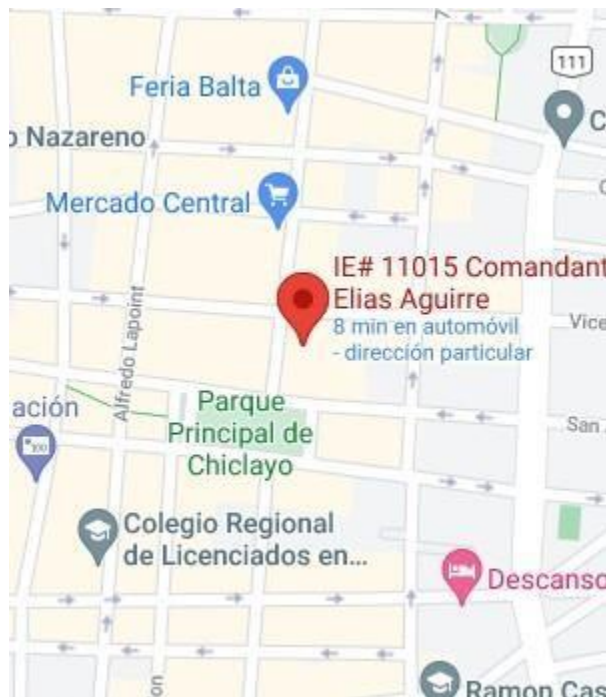 111
Feria Balta
C
o Nazareno
Mercado Central
IE# 11015 Comandant
Elias Aguirre
8 min en automóvil
- dirección particular
Vice
Alfredo Lapoint
ación
Parque
Principal de
Chiclayo
San
Colegio Regional
de Licenciados en...
Descanso
on
Ramon Cas